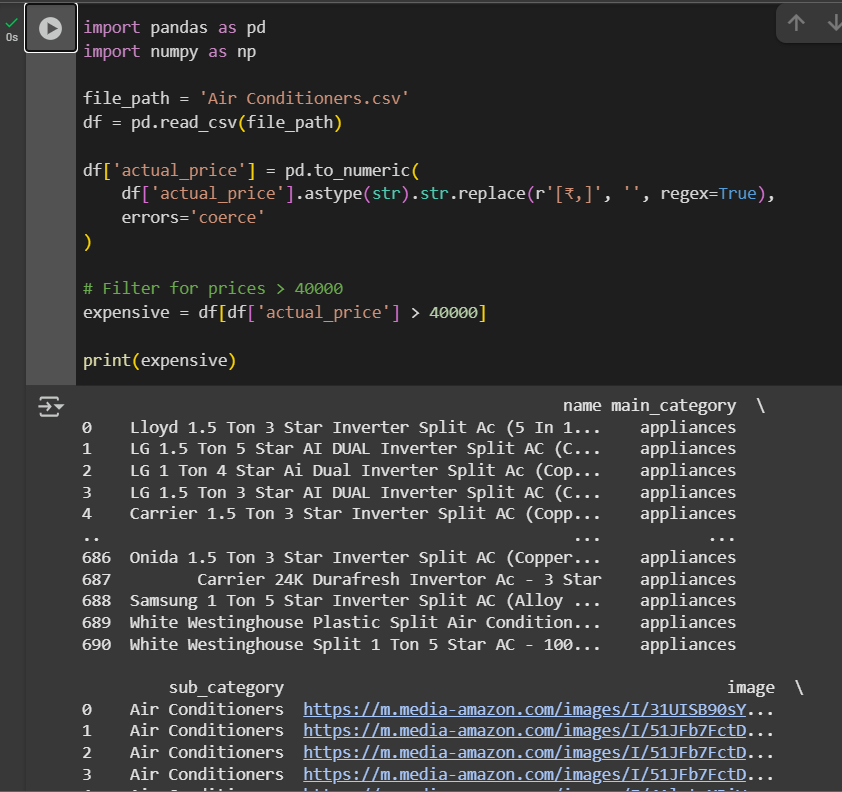 0s
import pandas as pd
import numpy as np
file_path = 'Air Conditioners.csv'
df = pd.read_csv(file_path)
df['actual_price'] = pd.to_numeric(
    df['actual_price'].astype(str).str.replace(r'[₹,]', '', regex=True),
    errors='coerce'
)
# Filter for prices > 40000
expensive = df[df['actual_price'] > 40000]
print(expensive)
name main_category \
0 Lloyd 1.5 Ton 3 Star Inverter Split Ac (5 In 1... appliances
1 LG 1.5 Ton 5 Star AI DUAL Inverter Split AC (C... appliances
2 LG 1 Ton 4 Star Ai Dual Inverter Split Ac (Cop... appliances
3 LG 1.5 Ton 3 Star AI DUAL Inverter Split AC (C... appliances
4 Carrier 1.5 Ton 3 Star Inverter Split AC (Copp... appliances
.. ... ...
686 Onida 1.5 Ton 3 Star Inverter Split AC (Copper... appliances
687 Carrier 24K Durafresh Invertor Ac - 3 Star appliances
688 Samsung 1 Ton 5 Star Inverter Split AC (Alloy ... appliances
689 White Westinghouse Plastic Split Air Condition... appliances
690 White Westinghouse Split 1 Ton 5 Star AC - 100... appliances
sub_category image \
0 Air Conditioners https://m.media-amazon.com/images/I/31UISB90sY...
1 Air Conditioners https://m.media-amazon.com/images/I/51JFb7FctD...
2 Air Conditioners https://m.media-amazon.com/images/I/51JFb7FctD...
3 Air Conditioners https://m.media-amazon.com/images/I/51JFb7FctD...